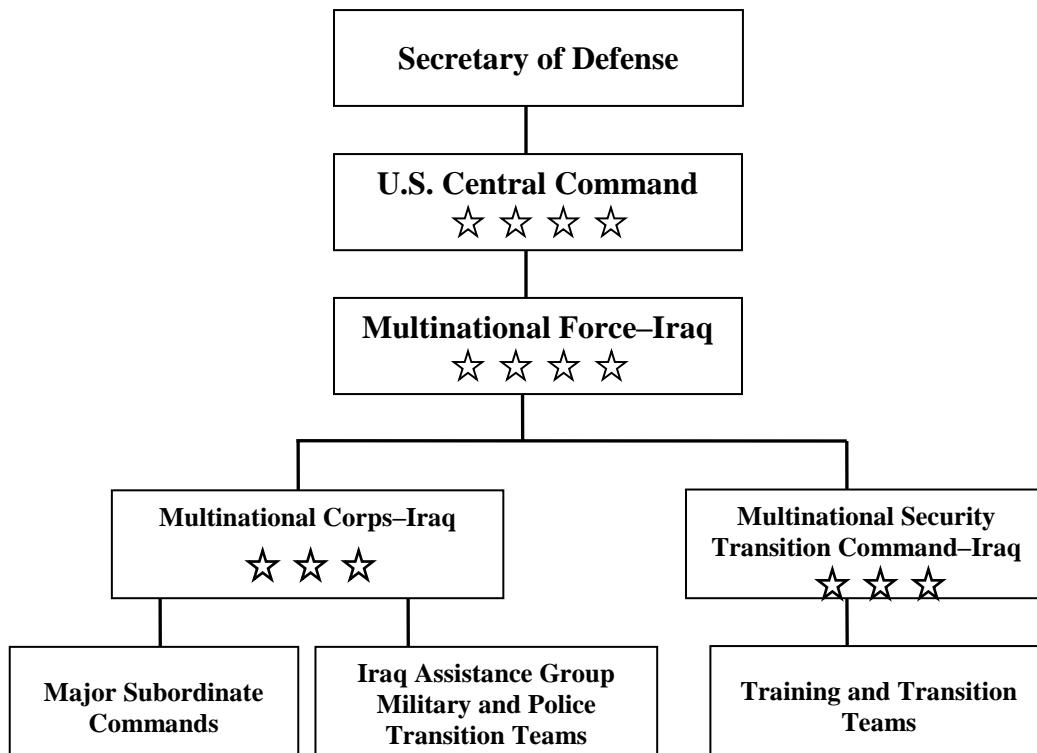 Secretary of Defense
U.S. Central Command
Multinational Force–Iraq
Multinational Corps–Iraq
Multinational Security
Transition Command–Iraq
Major Subordinate
Commands
Iraq Assistance Group
Military and Police
Transition Teams
Training and Transition
Teams